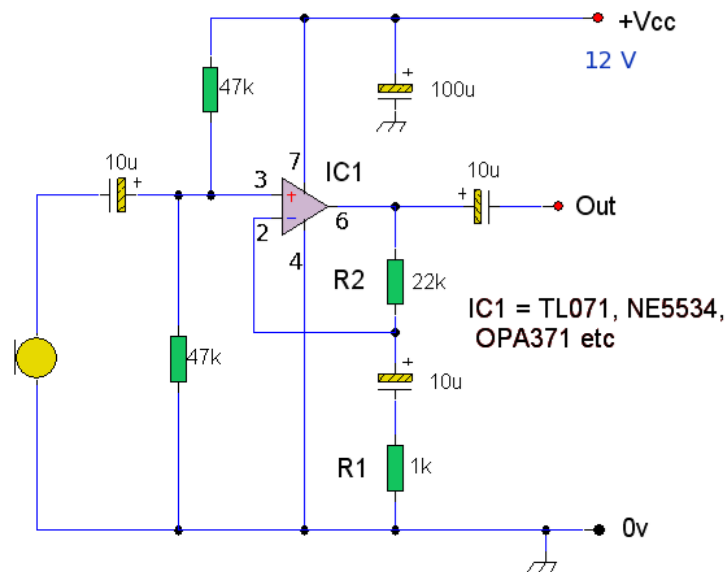 +Vcc
12 V
47k
100u
10u
+
+
7
IC1
3
+
−
2
6
4
10u
+
Out
R2
22k
IC1 = TL071, NE5534,
OPA371 etc
47k
+
10u
R1
1k
0v